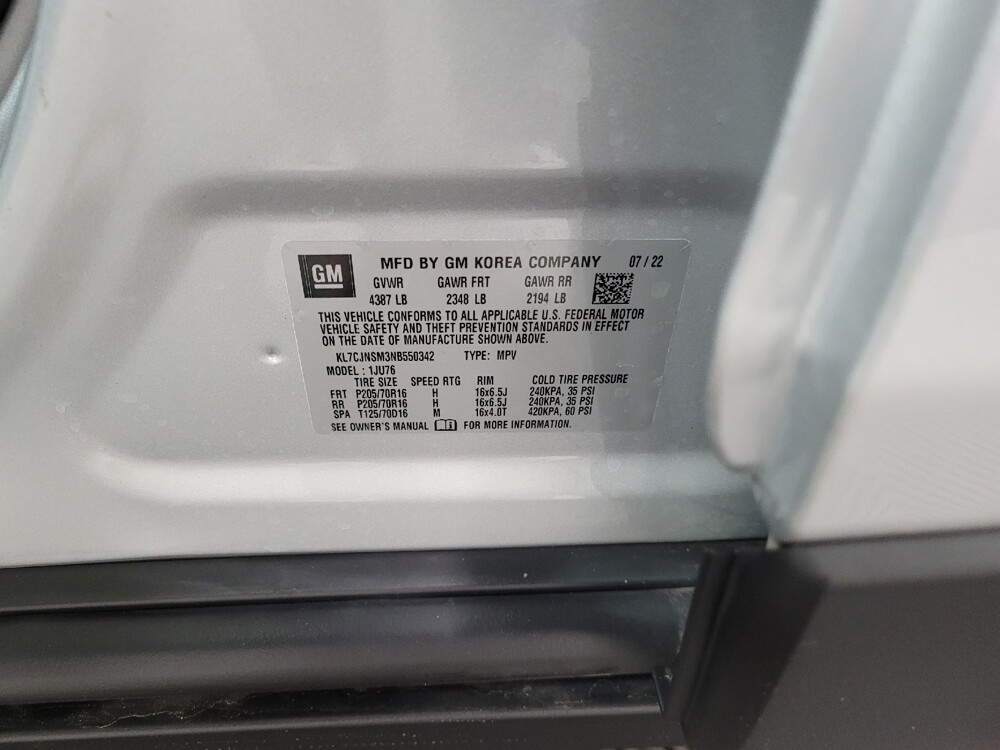 GM
MFD BY GM KOREA COMPANY 07 / 22
GVWR GAWR FRT GAWR RR
4387 LB 2348 LB 2194 LB
THIS VEHICLE CONFORMS TO ALL APPLICABLE U.S. FEDERAL MOTOR
VEHICLE SAFETY AND THEFT PREVENTION STANDARDS IN EFFECT
ON THE DATE OF MANUFACTURE SHOWN ABOVE.
KL7CJNSM3NB550342 TYPE: MPV
MODEL : 1JU76
TIRE SIZE SPEED RTG RIM COLD TIRE PRESSURE
FRT P205/70R16 H 16x6.5J 240KPA, 35 PSI
RR P205/70R16 H 16x6.5J 240KPA, 35 PSI
SPA T125/70D16 M 16x4.0T 420KPA, 60 PSI
SEE OWNER'S MANUAL FOR MORE INFORMATION.